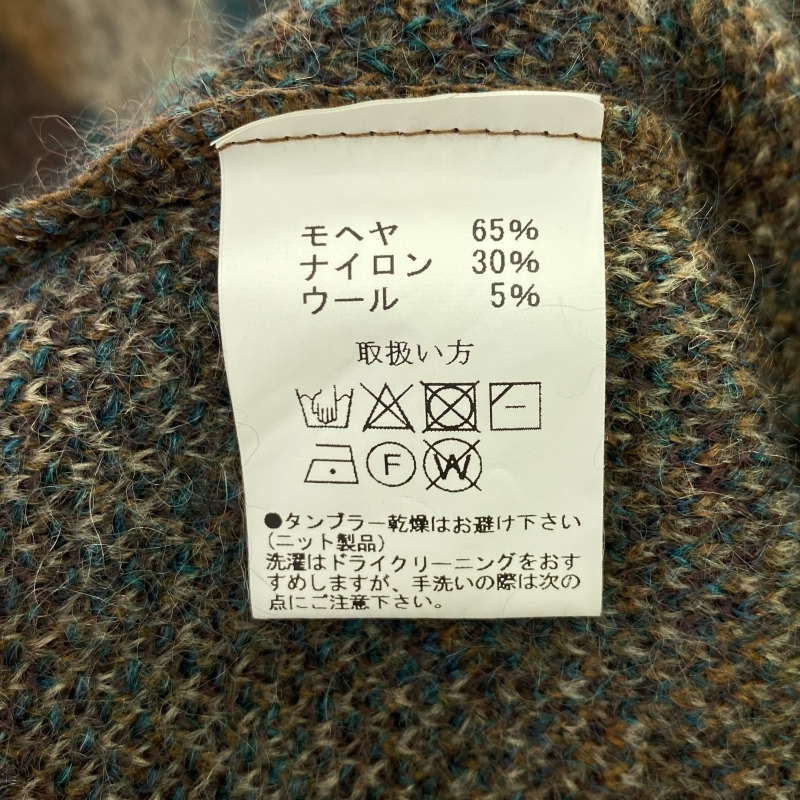 モヘヤ 65%
ナイロン 30%
ウール 5%
取扱い方
F W
●タンブラー乾燥はお避け下さい
(ニット製品)
洗濯はドライクリーニングをおす
すめしますが、手洗いの際は次の
点にご注意下さい。